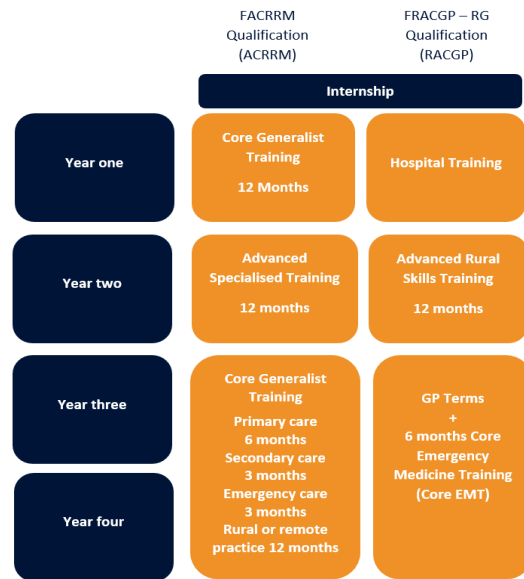 FACRRM
Qualification
(ACRRM)
FRACGP – RG
Qualification
(RACGP)
Internship
Year one
Core Generalist
Training
12 Months
Hospital Training
Year two
Advanced
Specialised Training
12 months
Advanced Rural
Skills Training
12 months
Year three
Year four
Core Generalist
Training
Primary care
6 months
Secondary care
3 months
Emergency care
3 months
Rural or remote
practice 12 months
GP Terms
+
6 months Core
Emergency
Medicine Training
(Core EMT)